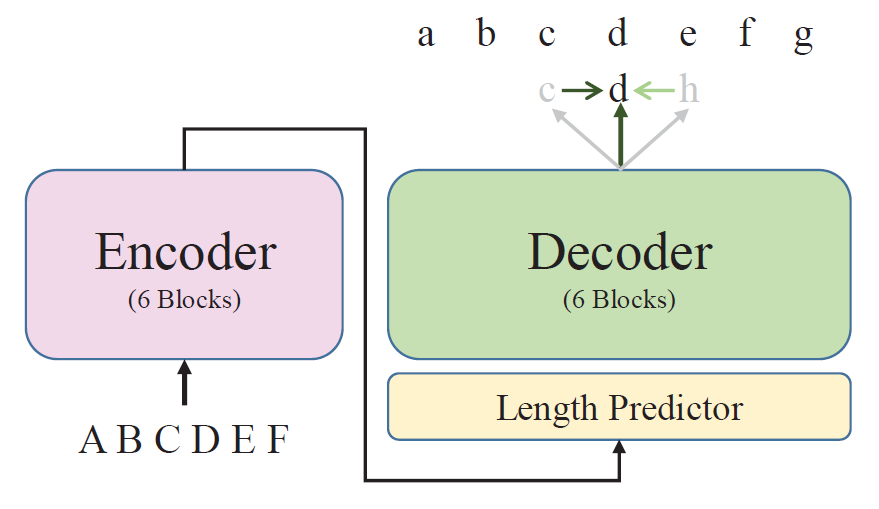 a b c d e f g
c d h
Encoder
(6 Blocks)
Decoder
(6 Blocks)
Length Predictor
A B C D E F